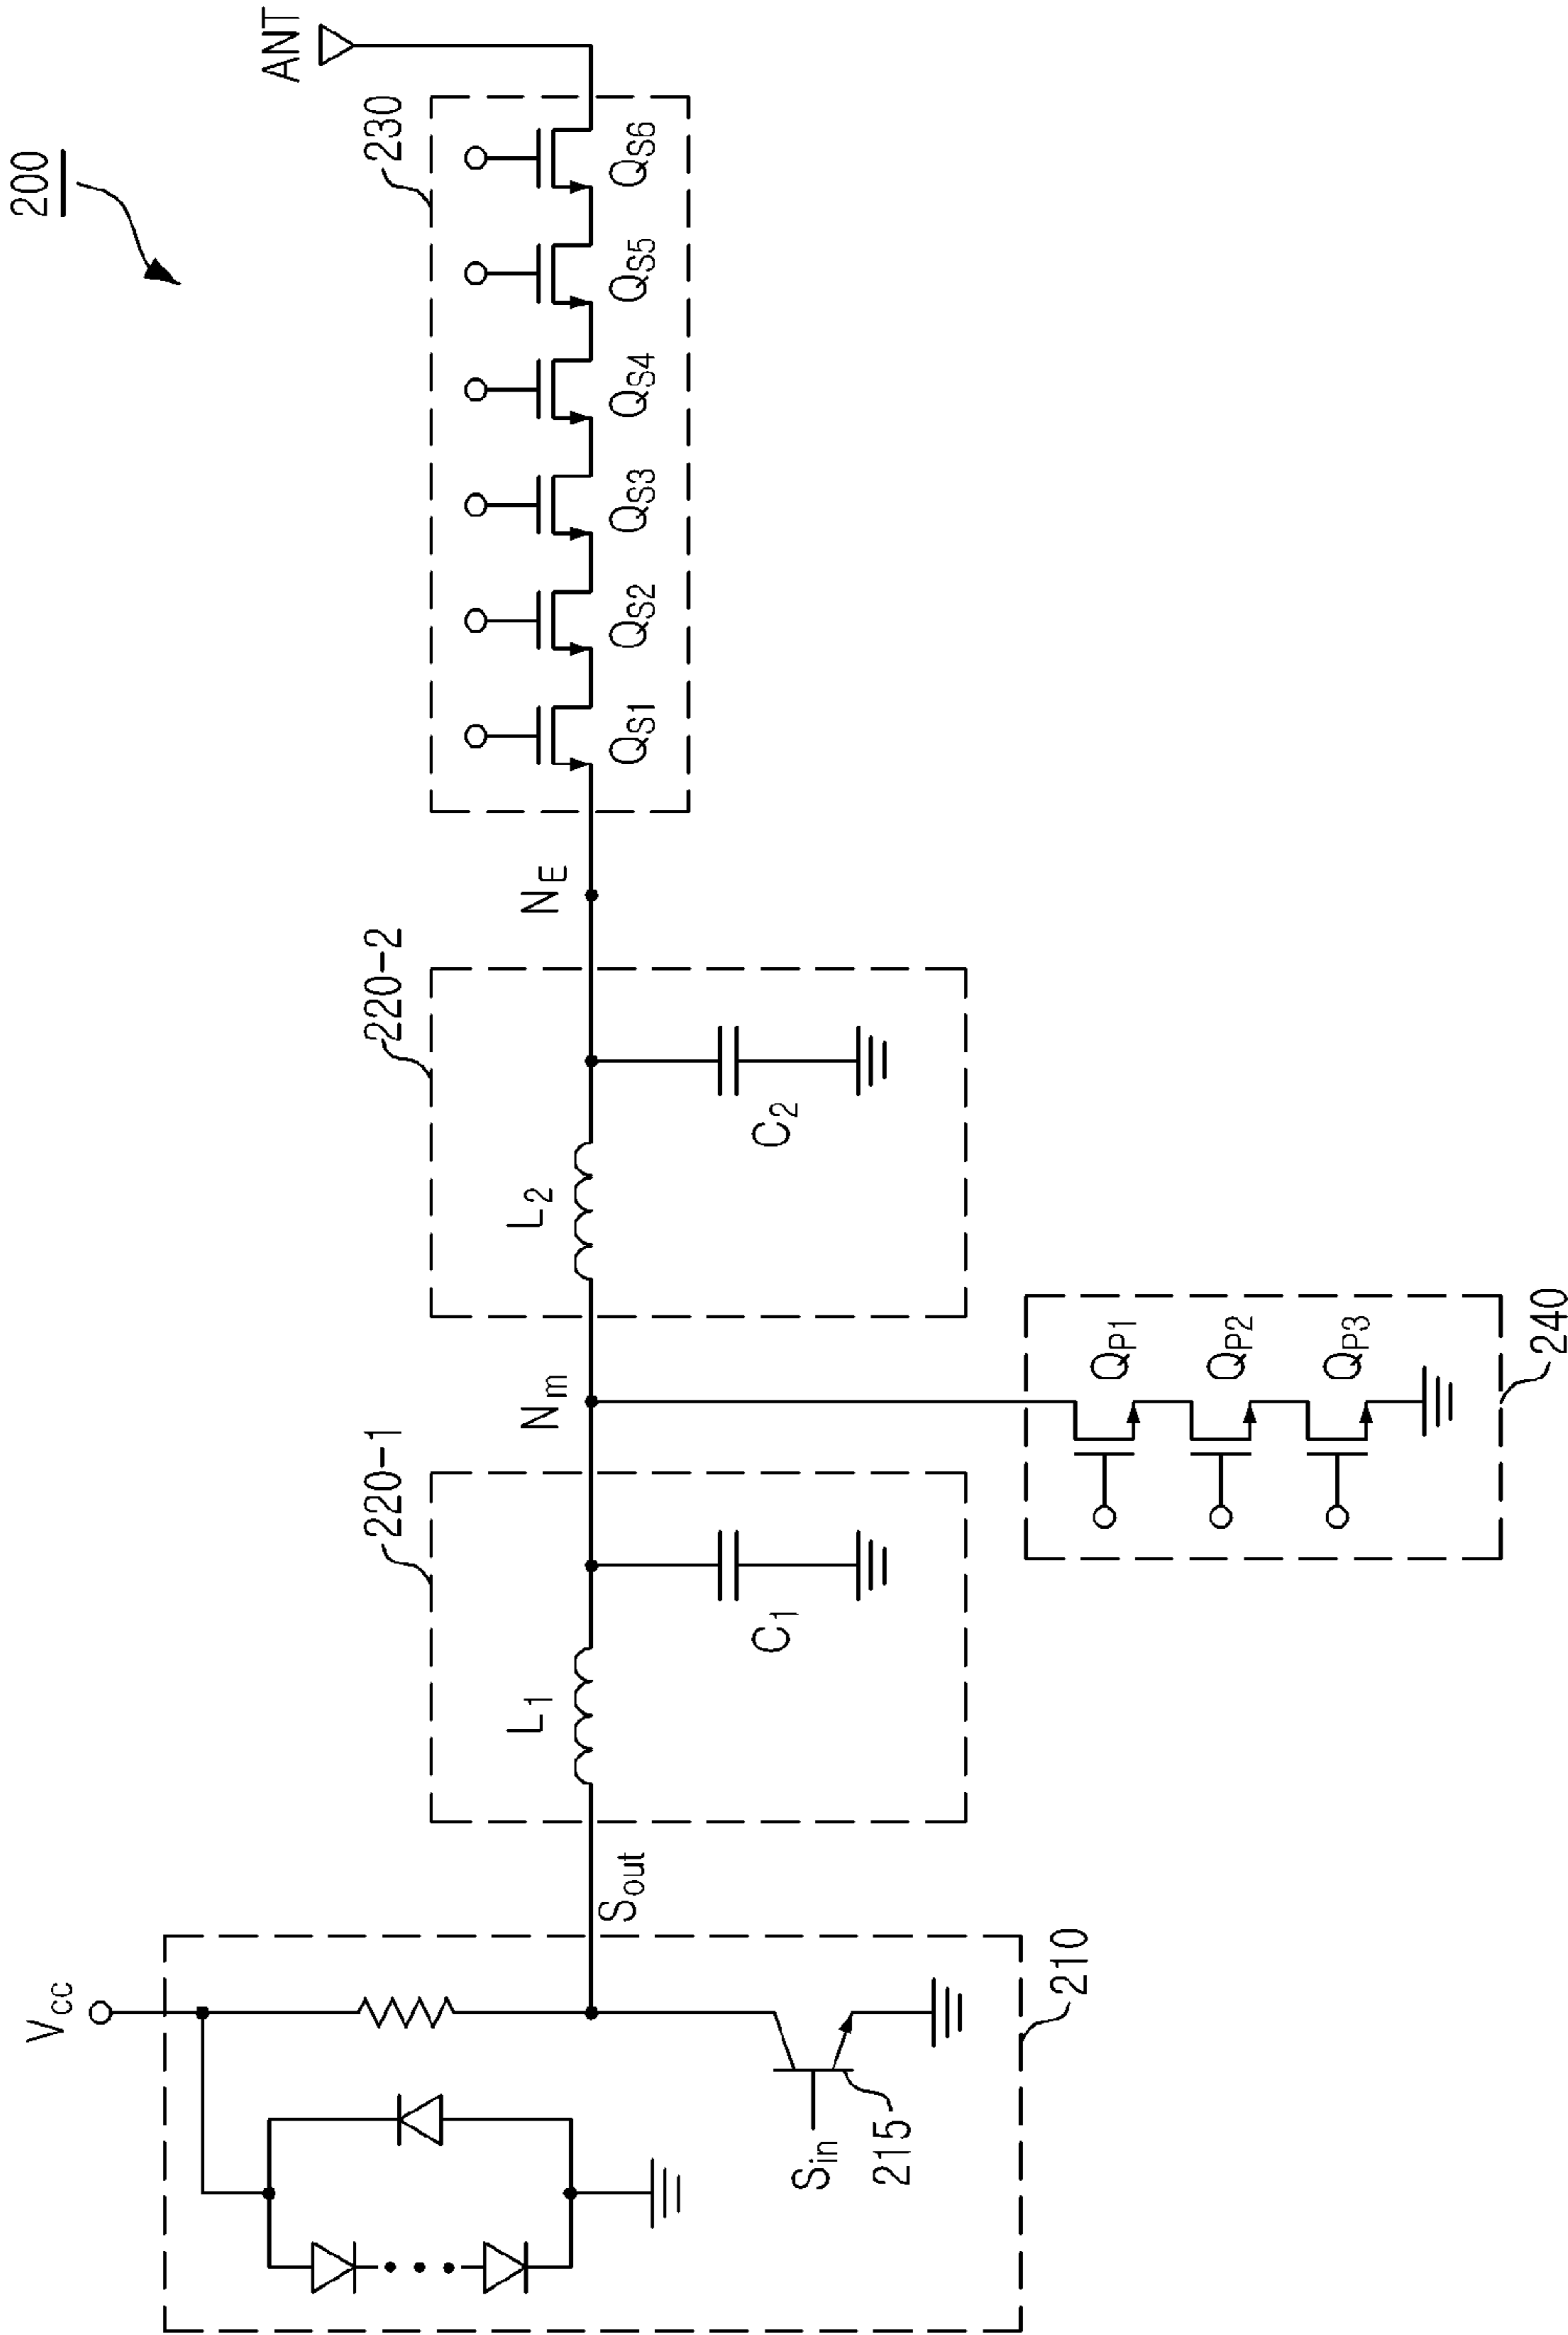 200
ANT
230
QS6
QS5
QS4
QS3
QS2
QS1
NE
220-2
L2
C2
Nm
220-1
L1
C1
QP1
QP2
QP3
240
Sout
Vcc
210
Sin
215